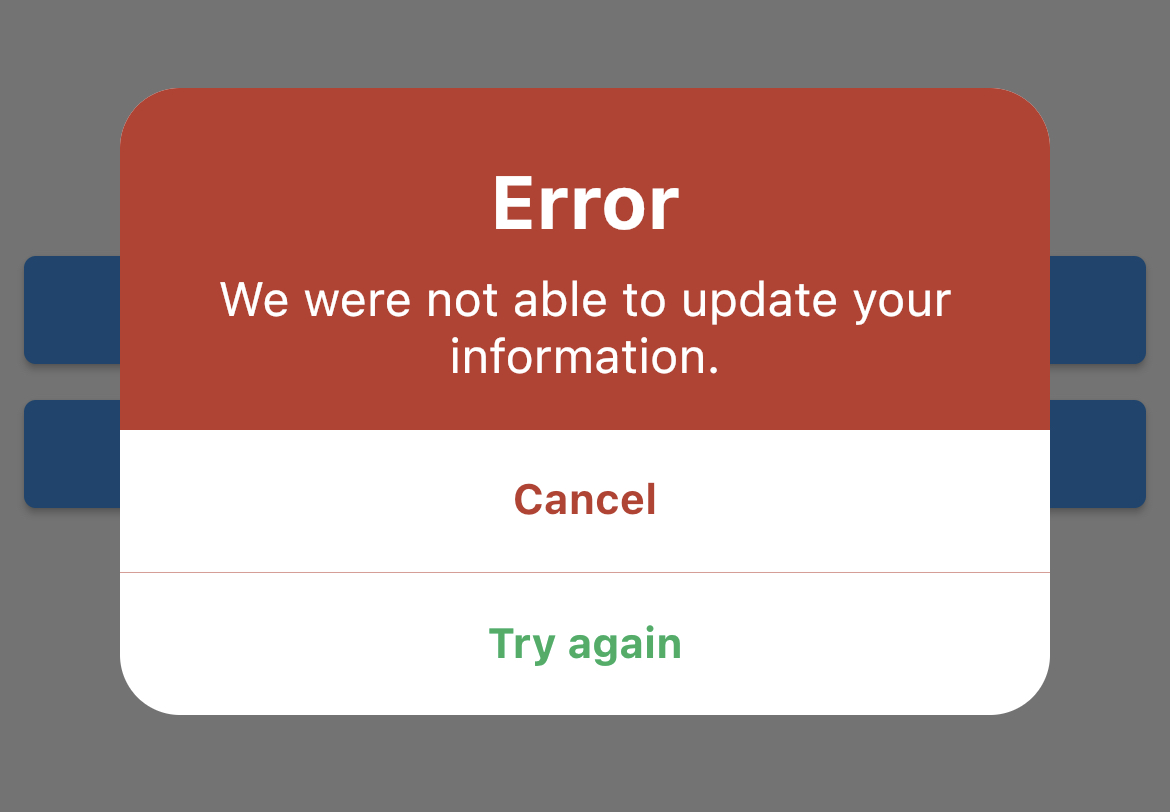 Error
We were not able to update your
information.
Cancel
Try again